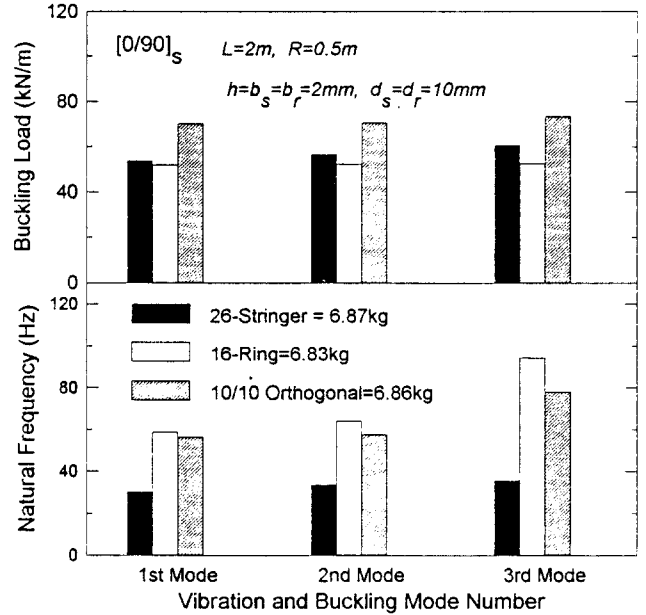 120
80
40
0
Buckling Load (kN/m)
[0/90]s
L=2m, R=0.5m
h=bs=br=2mm, ds=dr=10mm
120
80
40
0
Natural Frequency (Hz)
26-Stringer = 6.87kg
16-Ring=6.83kg
10/10 Orthogonal=6.86kg
1st Mode
2nd Mode
3rd Mode
Vibration and Buckling Mode Number